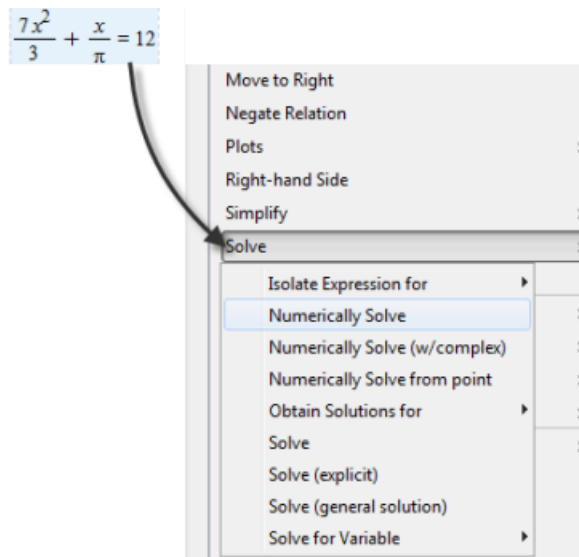 7x²/3 + x/π = 12
Move to Right
Negate Relation
Plots
Right-hand Side
Simplify
Solve
Isolate Expression for
Numerically Solve
Numerically Solve (w/complex)
Numerically Solve from point
Obtain Solutions for
Solve
Solve (explicit)
Solve (general solution)
Solve for Variable